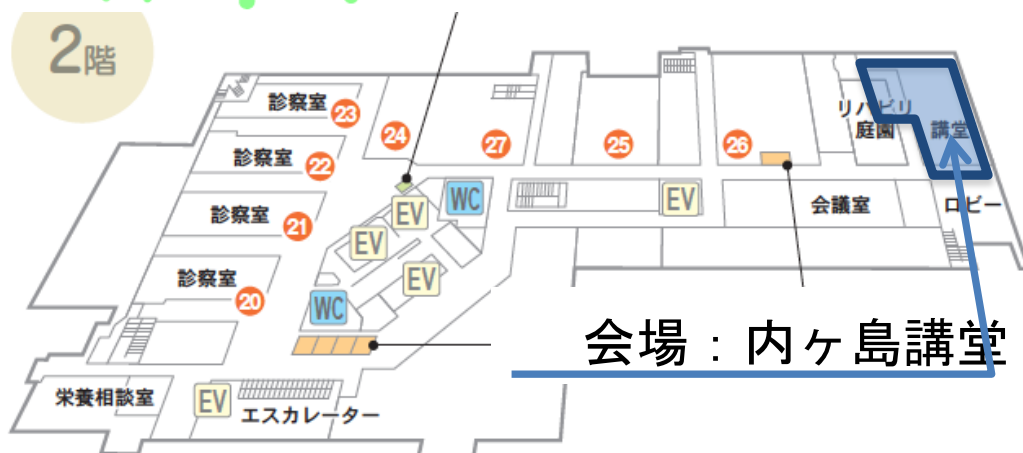 2階
診察室 23
24
27
25
26
リハビリ
庭園
講堂
診察室 22
WC
EV
EV
会議室
ロビー
診察室 21
EV
EV
診察室 20
WC
会場：内ヶ島講堂
栄養相談室
EV
エスカレーター